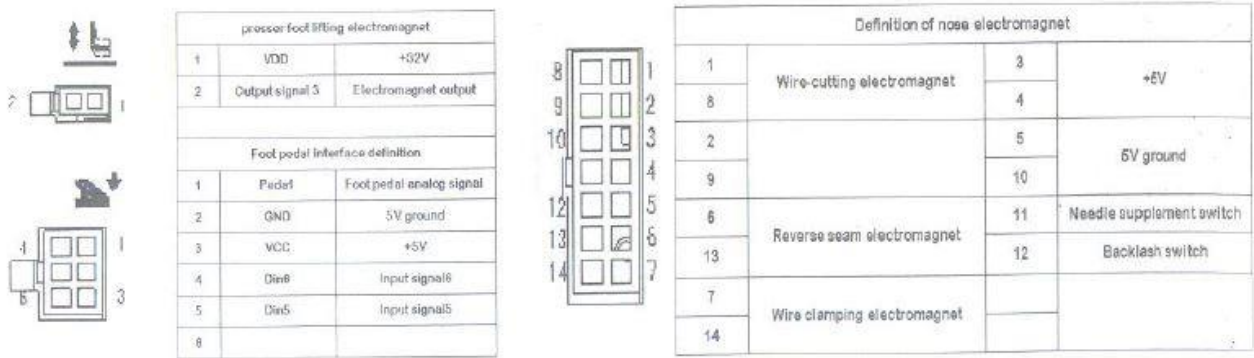 presser foot lifting electromagnet
1 VDD +32V
2 Output signal 3 Electromagnet output
Foot pedal interface definition
1 Pedal Foot pedal analog signal
2 GND 5V ground
3 VCC +5V
4 Din6 Input signal6
5 Din5 Input signal5
6
2 1
4 1
6 3
8 1
9 2
10 3
4
12 5
13 6
14 7
Definition of nose electromagnet
1 Wire-cutting electromagnet 3 +5V
8 4
2 5 5V ground
9 10
6 Reverse seam electromagnet 11 Needle supplement switch
13 12 Backlash switch
7 Wire clamping electromagnet
14